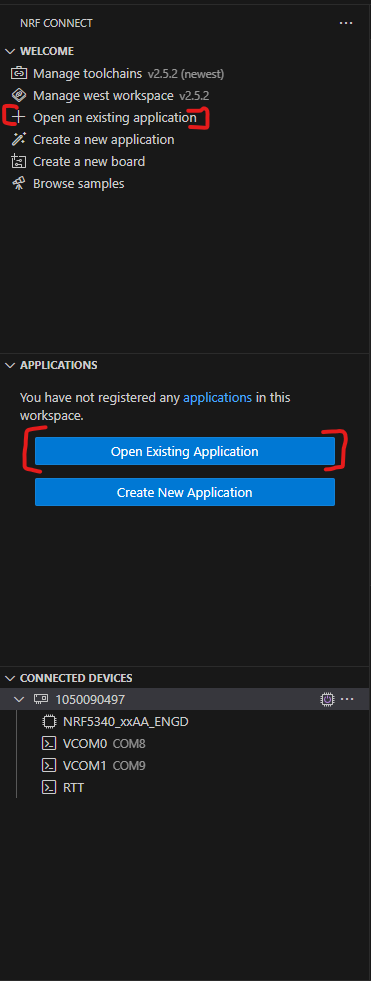 NRF CONNECT
WELCOME
Manage toolchains v2.5.2 (newest)
Manage west workspace v2.5.2
Open an existing application
Create a new application
Create a new board
Browse samples
APPLICATIONS
You have not registered any applications in this
workspace.
Open Existing Application
Create New Application
CONNECTED DEVICES
1050090497
NRF5340_xxAA_ENGD
VCOM0 COM8
VCOM1 COM9
RTT